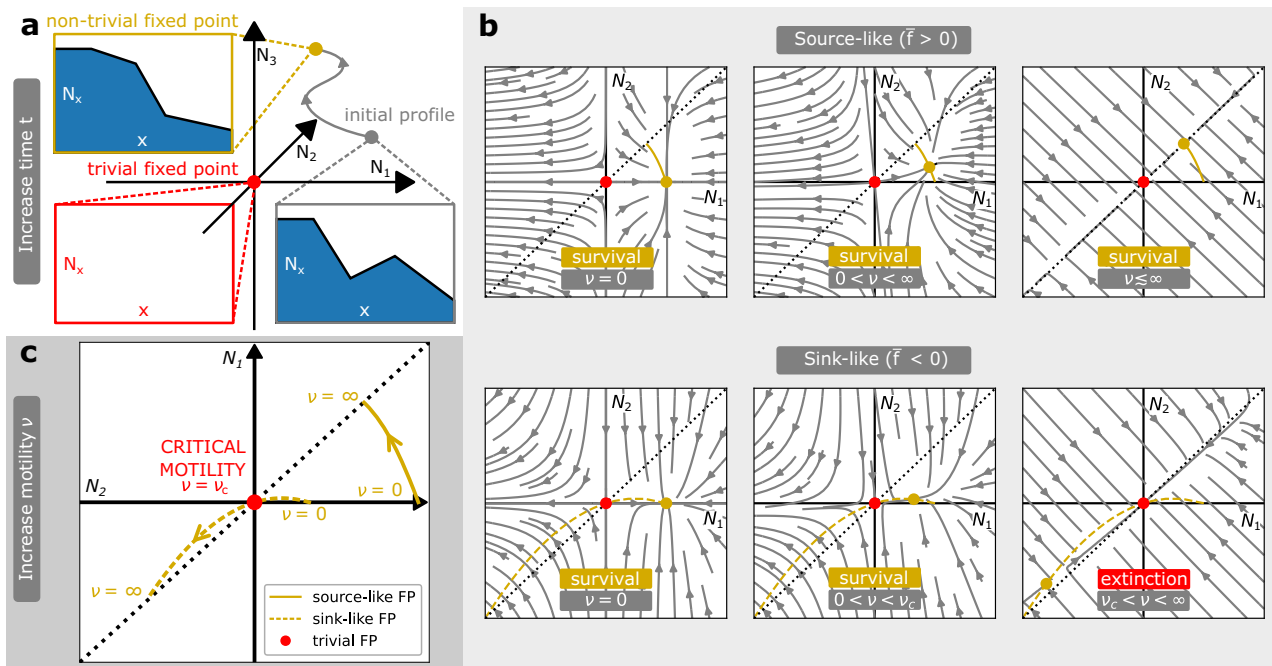 a
non-trivial fixed point
N₃
Nₓ
x
initial profile
N₂
trivial fixed point
N₁
Nₓ
x
Nₓ
x
Increase time t
b
Source-like (f̄ > 0)
N₂
N₁
survival
ν = 0
N₂
N₁
survival
0 < ν < ∞
N₂
N₁
survival
ν ≲ ∞
Sink-like (f̄ < 0)
N₂
N₁
survival
ν = 0
N₂
N₁
survival
0 < ν < ν_c
N₂
N₁
extinction
ν_c < ν < ∞
c
Increase motility ν
N₁
ν = ∞
CRITICAL
MOTILITY
ν = ν_c
N₂
ν = 0
ν = 0
ν = ∞
source-like FP
sink-like FP
trivial FP